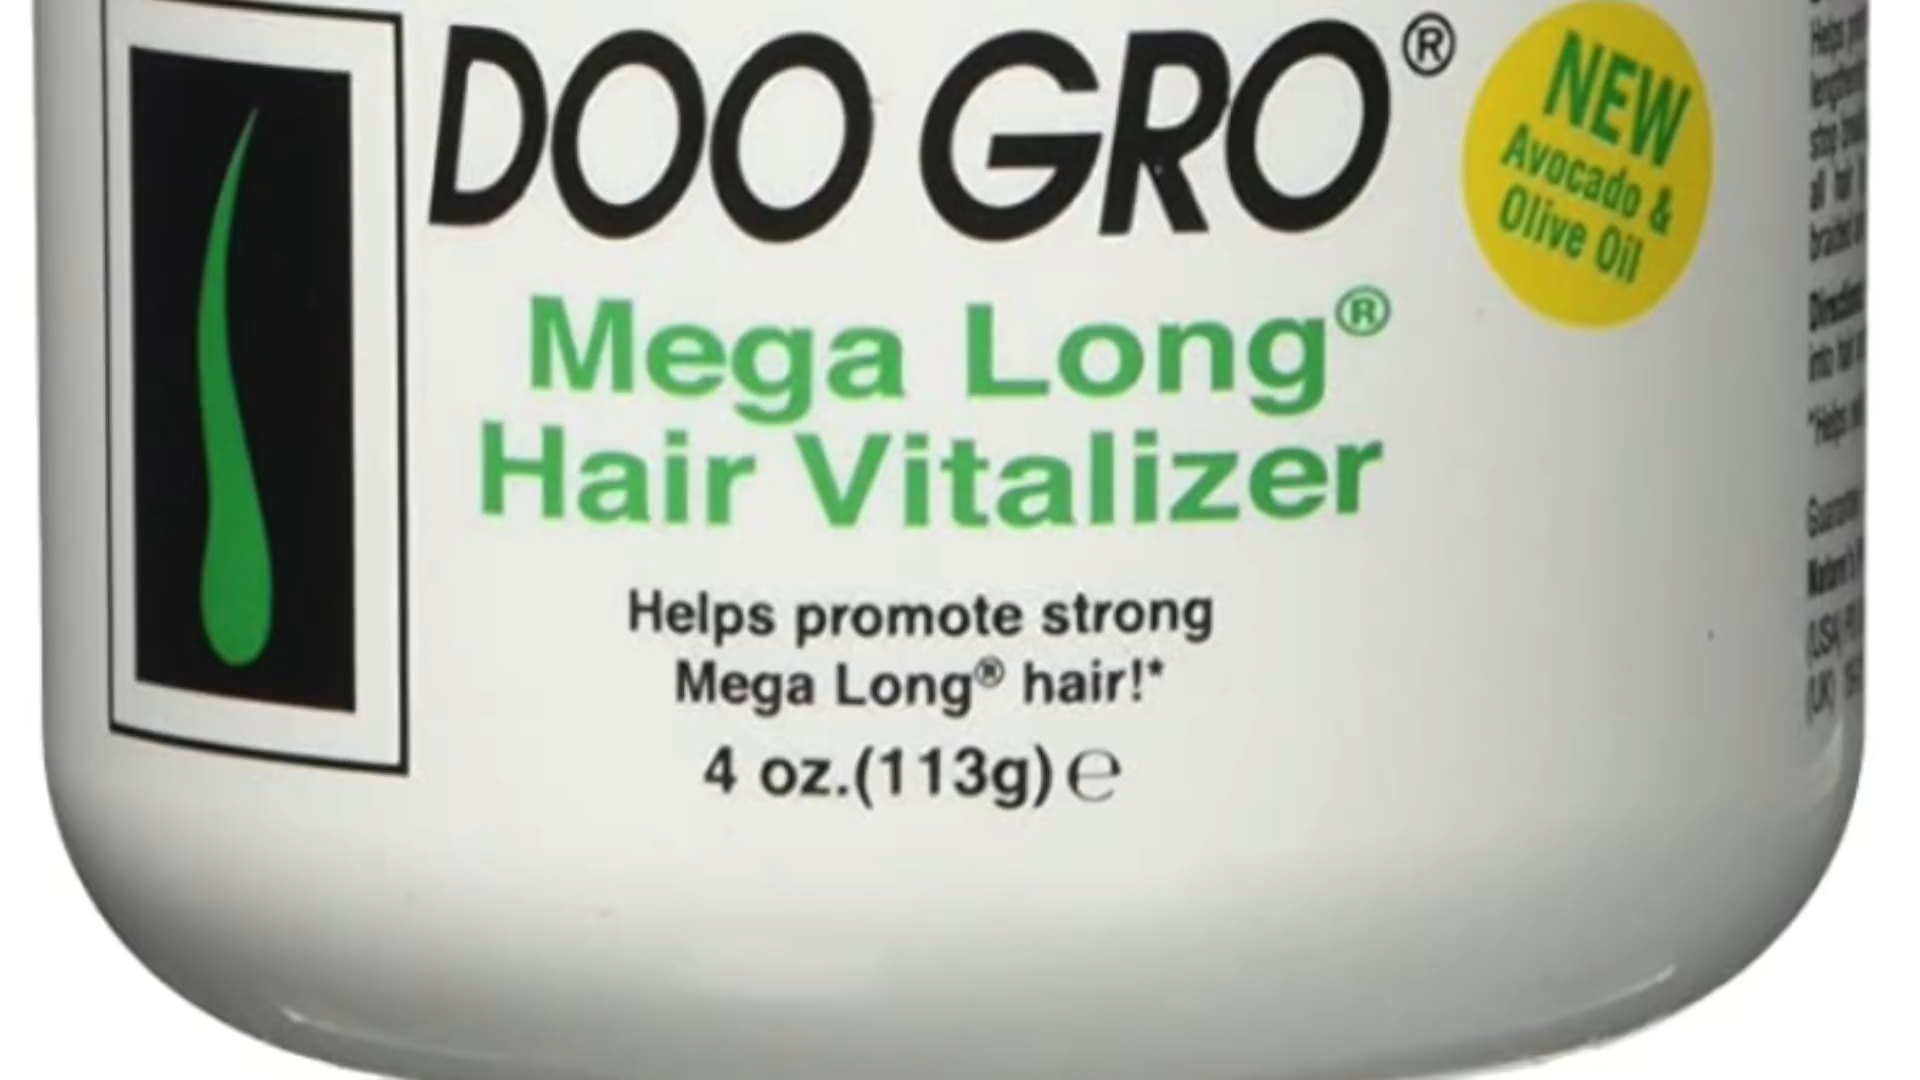 DOO GRO®
NEW
Avocado &
Olive Oil
Mega Long®
Hair Vitalizer
Helps promote strong
Mega Long® hair!*
4 oz.(113g) ℮